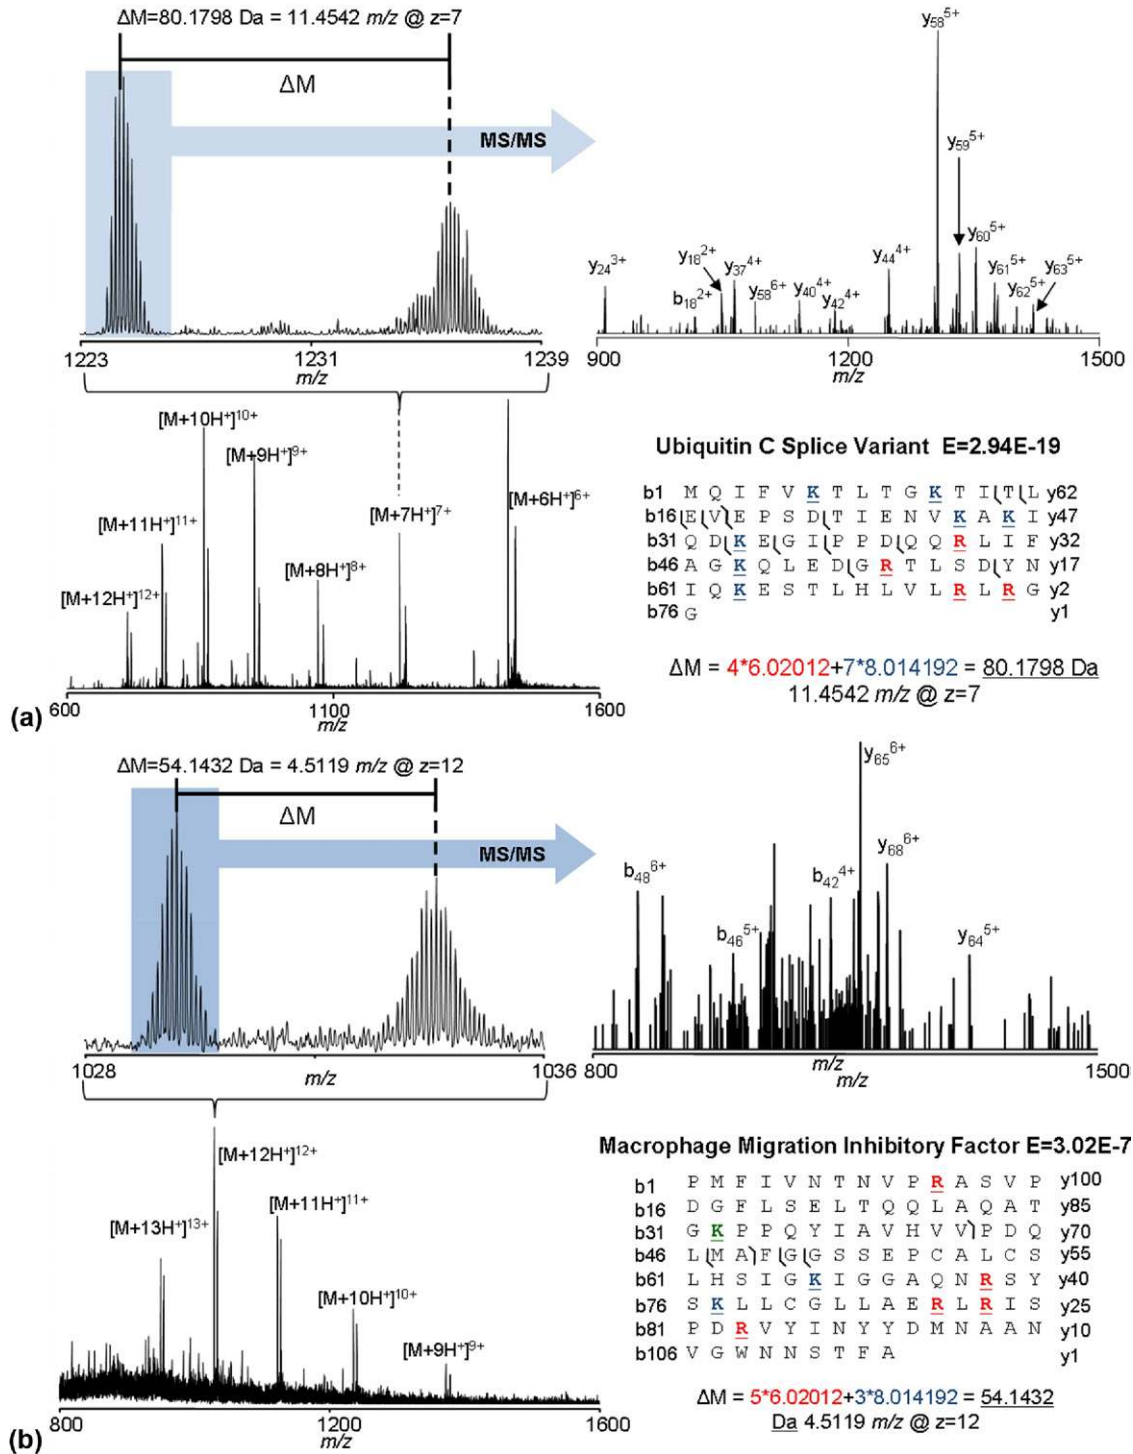 ΔM=80.1798 Da = 11.4542 m/z @ z=7
ΔM
MS/MS
1223 1231 1239
m/z
y58 5+
y59 5+
y60 5+
y24 3+
y18 2+
y37 4+
y44 4+
y61 5+
y63 5+
b18 2+
y58 6+
y40 4+
y42 4+
y62 5+
900 1200 1500
m/z
[M+10H+]10+
[M+9H+]9+
[M+11H+]11+
[M+7H+]7+
[M+6H+]6+
[M+8H+]8+
[M+12H+]12+
600 1100 1600
m/z
(a)
Ubiquitin C Splice Variant E=2.94E-19
b1 M Q I F V K T L T G K T I T L y62
b16 E V E P S D T I E N V K A K I y47
b31 Q D K E G I P P D Q Q R L I F y32
b46 A G K Q L E D G R T L S D Y N y17
b61 I Q K E S T L H L V L R L R G y2
b76 G y1
ΔM = 4*6.02012+7*8.014192 = 80.1798 Da
11.4542 m/z @ z=7
ΔM=54.1432 Da = 4.5119 m/z @ z=12
ΔM
MS/MS
1028 1036
m/z
y65 6+
b48 6+
b42 4+
y68 6+
b46 5+
y64 5+
800 1500
m/z
m/z
[M+12H+]12+
[M+11H+]11+
[M+13H+]13+
[M+10H+]10+
[M+9H+]9+
800 1200 1600
m/z
(b)
Macrophage Migration Inhibitory Factor E=3.02E-7
b1 P M F I V N T N V P R A S V P y100
b16 D G F L S E L T Q Q L A Q A T y85
b31 G K P P Q Y I A V H V V P D Q y70
b46 L M A F G G S S E P C A L C S y55
b61 L H S I G K I G G A Q N R S Y y40
b76 S K L L C G L L A E R L R I S y25
b81 P D R V Y I N Y Y D M N A A N y10
b106 V G W N N S T F A y1
ΔM = 5*6.02012+3*8.014192 = 54.1432
Da 4.5119 m/z @ z=12